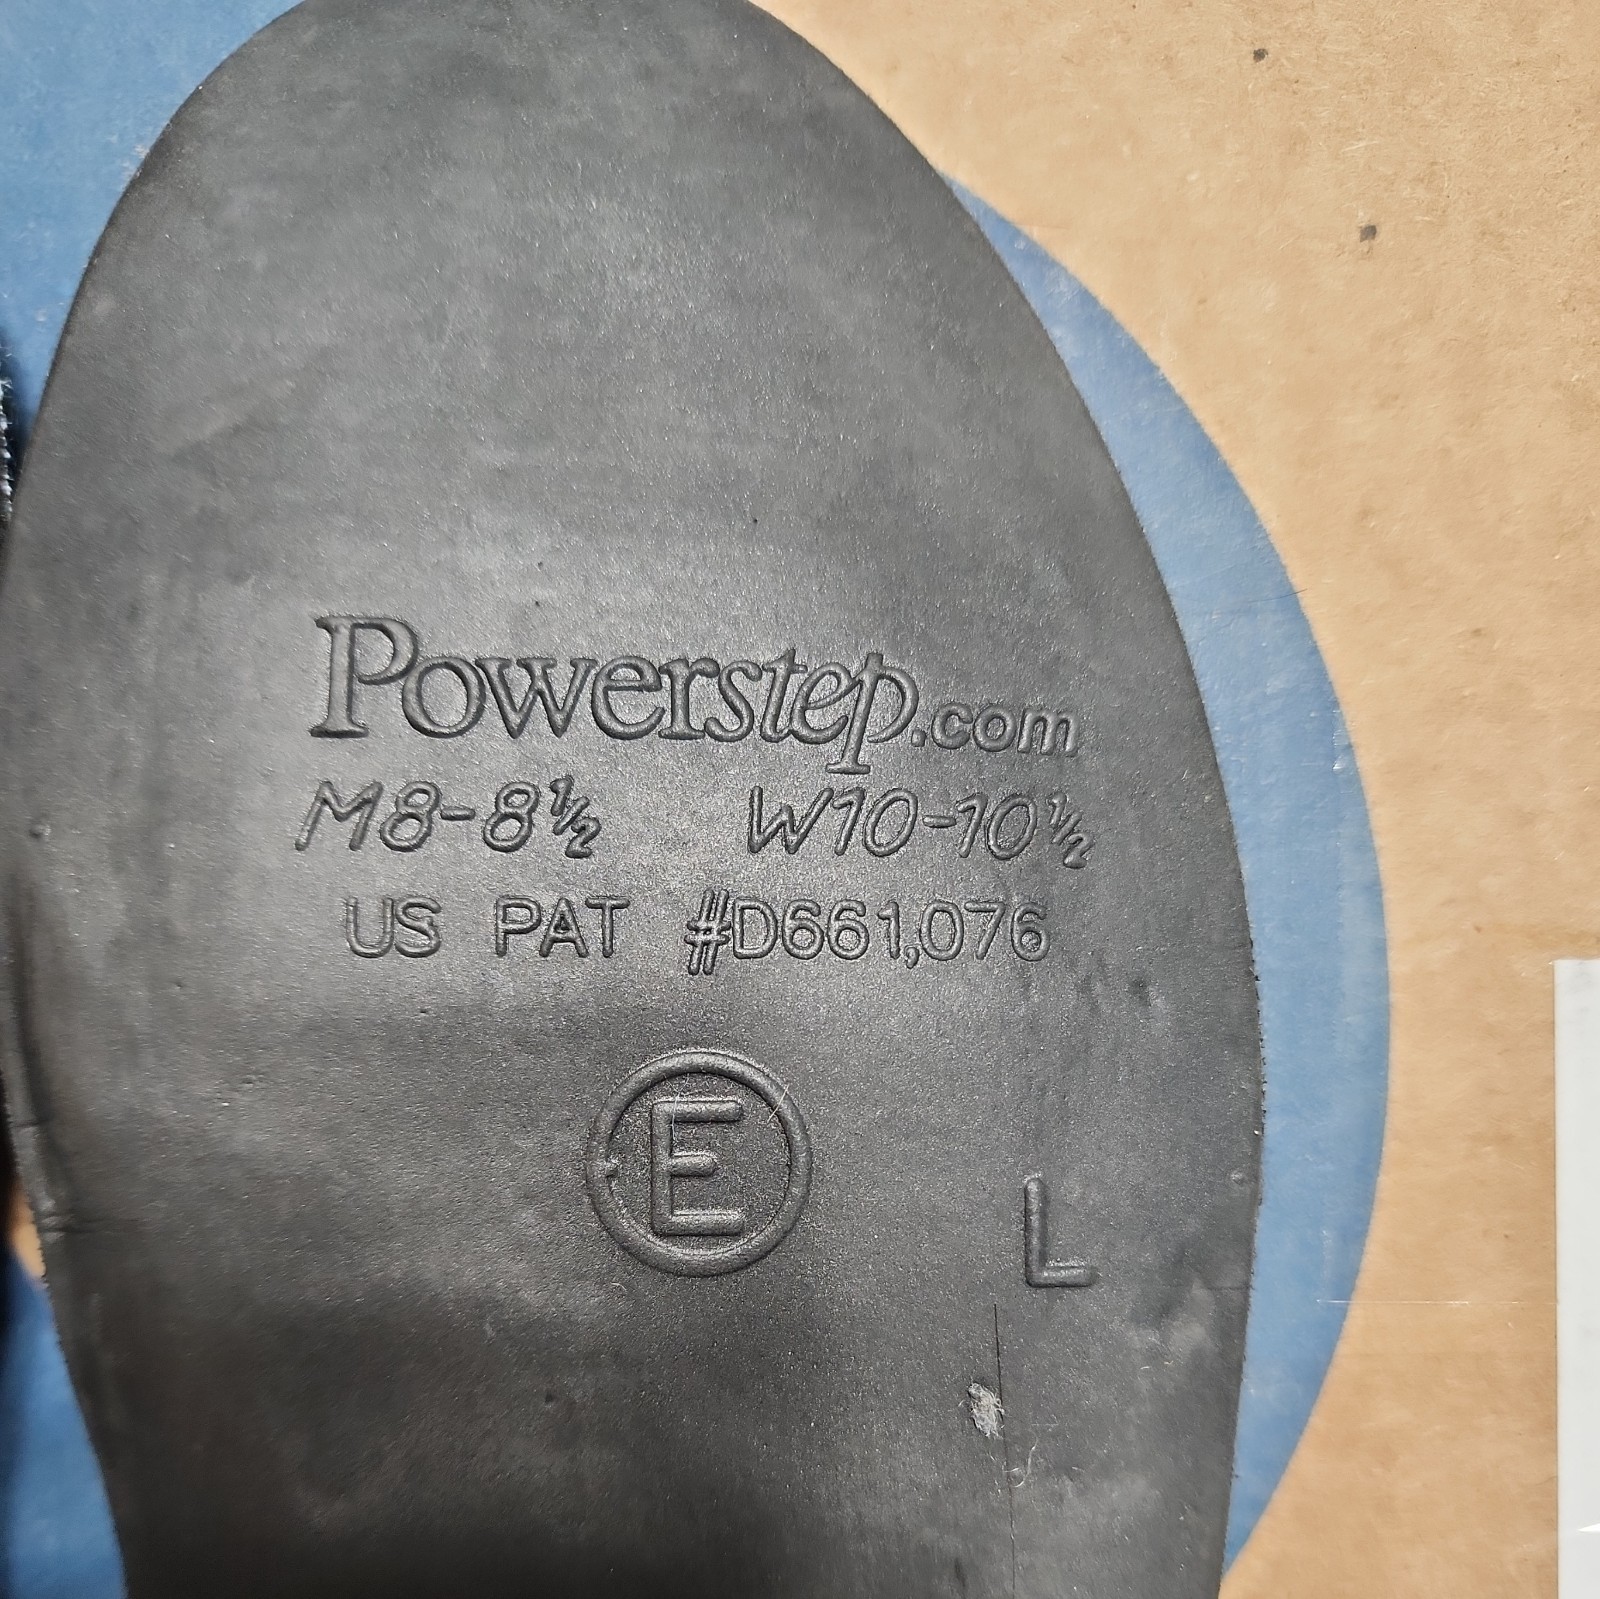 Powerstep.com
M8-8½ W10-10½
US PAT #D661,076
E
L